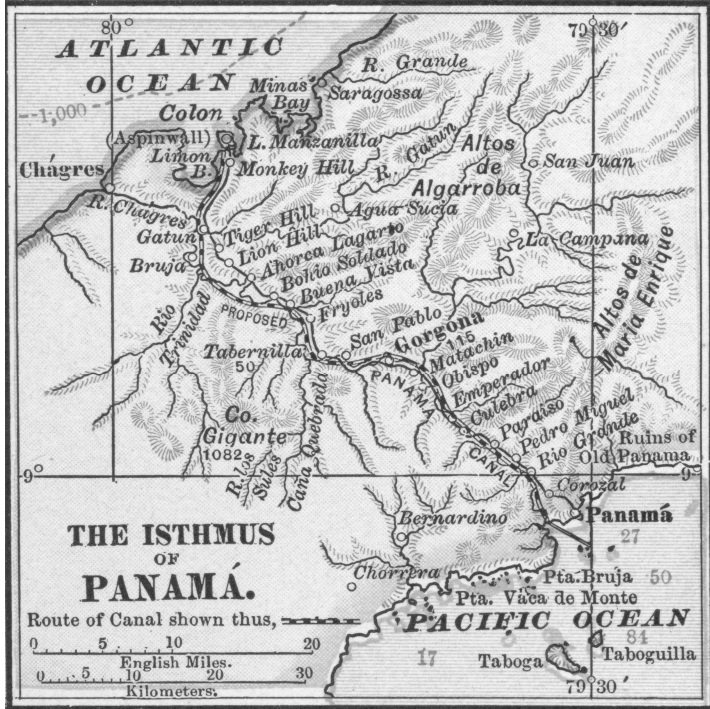 80°
79°30′
ATLANTIC
OCEAN
R. Grande
Minas
Bay
Saragossa
1,000
Colon
(Aspinwall)
L. Manzanilla
Limon
B.
Monkey Hill
R. Gatun
Altos
de
Algarroba
San Juan
Chágres
R. Chagres
Agua Sucia
Gatun
Tiger Hill
Lion Hill
Ahorca Lagarto
Bohio Soldado
Buena Vista
Fryoles
La Campana
Altos de
Maria Enrique
Bruja
Rio
Trinidad
PROPOSED
San Pablo
Gorgona
115
Matachin
Obispo
Tabernilla
50
PANAMA
Emperador
Culebra
Paraiso
Pedro Miguel
Rio Grande
Ruins of
Old Panama
Co.
Gigante
1082
R. los
Sules
Caña Quebrada
CANAL
9°
9°
Corozal
Panamá
Bernardino
27
THE ISTHMUS
OF
PANAMÁ.
Chorrera
Pta. Bruja
50
Pta. Vaca de Monte
Route of Canal shown thus,
PACIFIC OCEAN
0 5 10 20
English Miles.
0 5 10 20 30
Kilometers.
17
84
Taboga
Taboguilla
79°30′